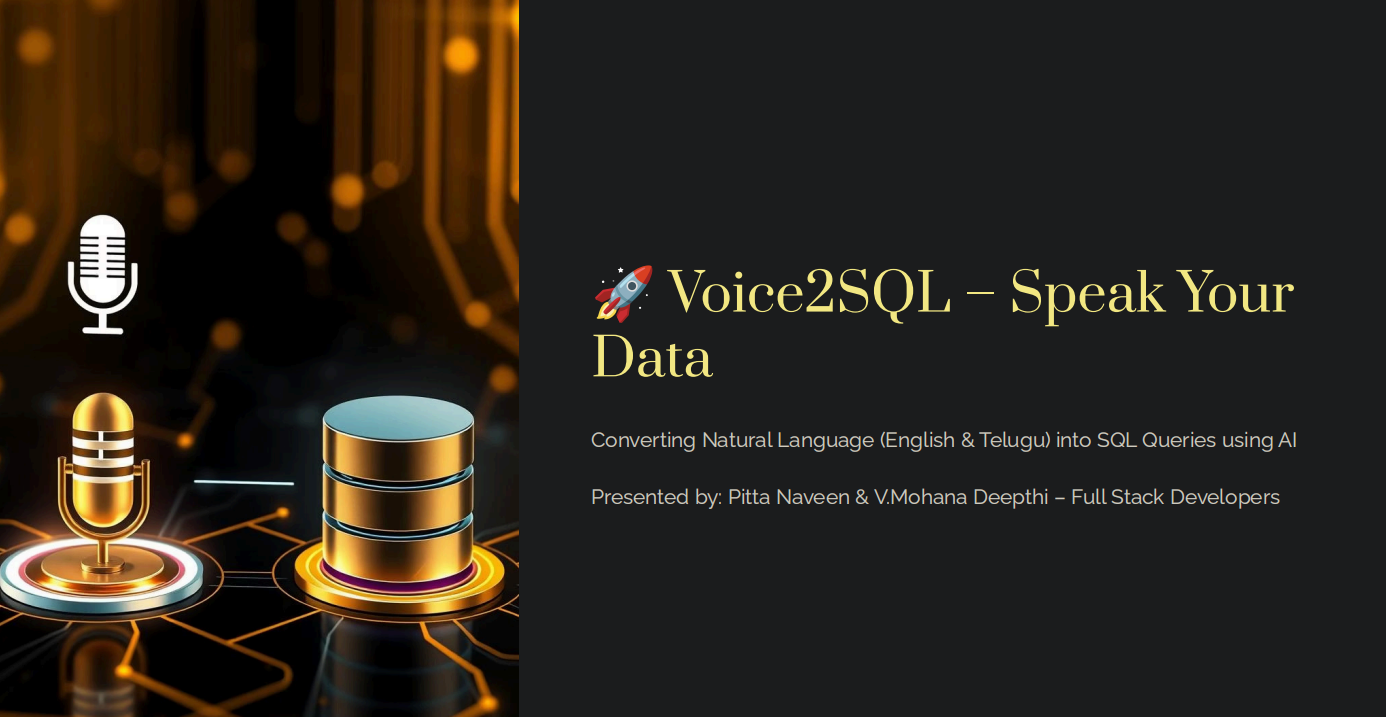 🚀 Voice2SQL – Speak Your
Data
Converting Natural Language (English & Telugu) into SQL Queries using AI
Presented by: Pitta Naveen & V.Mohana Deepthi – Full Stack Developers